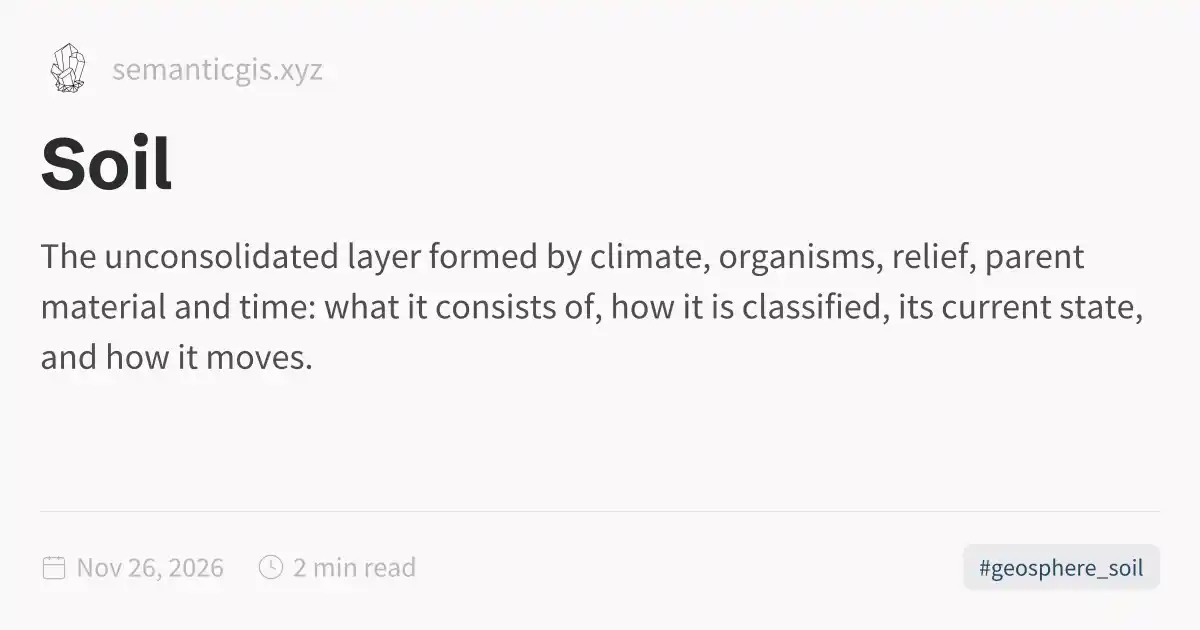 semanticgis.xyz
Soil
The unconsolidated layer formed by climate, organisms, relief, parent
material and time: what it consists of, how it is classified, its current state,
and how it moves.
Nov 26, 2026
2 min read
#geosphere_soil